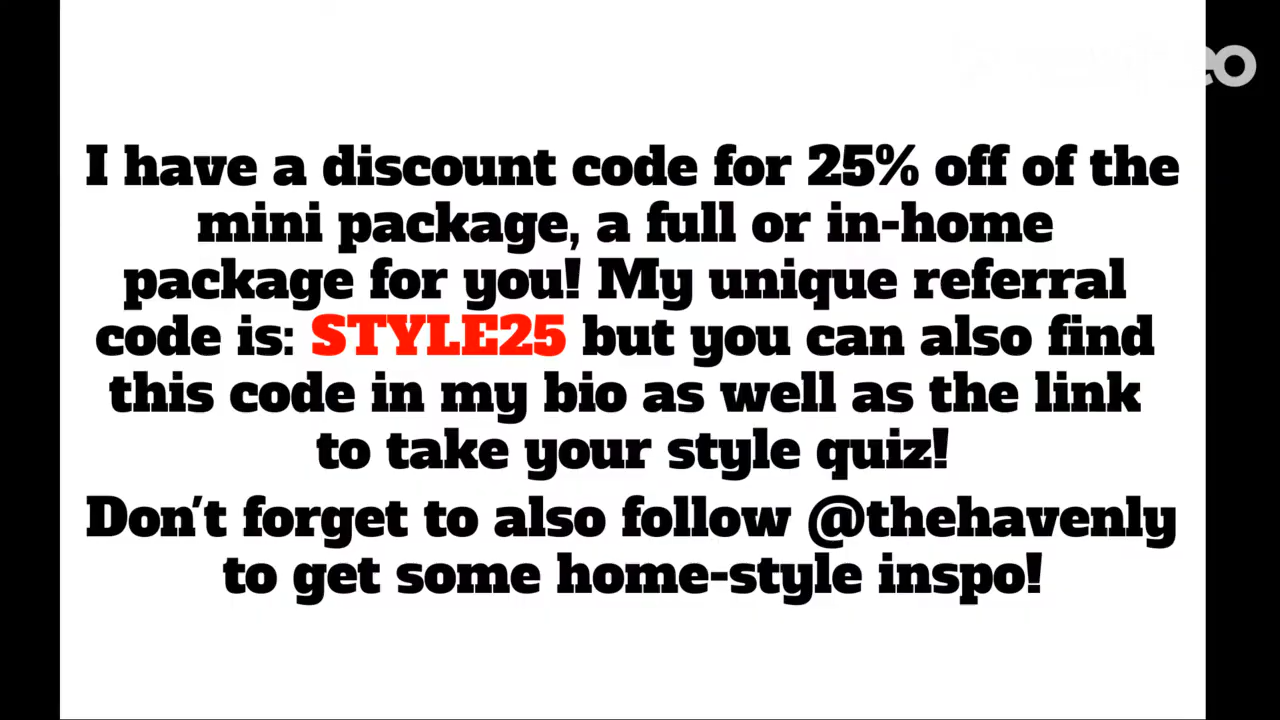 I have a discount code for 25% off of the
mini package, a full or in-home
package for you! My unique referral
code is: STYLE25 but you can also find
this code in my bio as well as the link
to take your style quiz!
Don't forget to also follow @thehavenly
to get some home-style inspo!